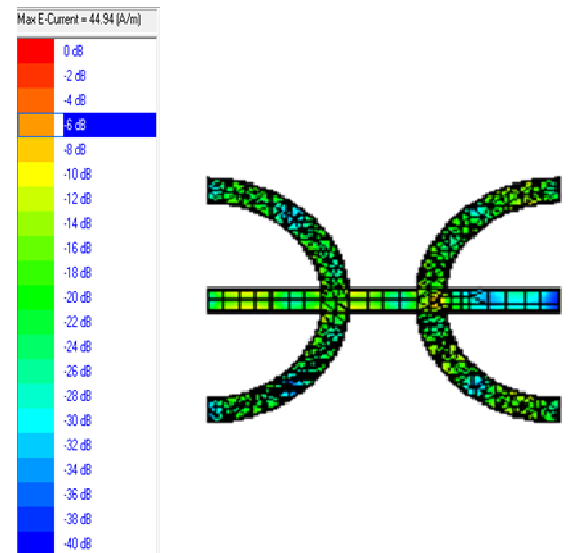 Max E-Current = 44.94 (A/m)
0 dB
-2 dB
-4 dB
-6 dB
-8 dB
-10 dB
-12 dB
-14 dB
-16 dB
-18 dB
-20 dB
-22 dB
-24 dB
-26 dB
-28 dB
-30 dB
-32 dB
-34 dB
-36 dB
-38 dB
-40 dB